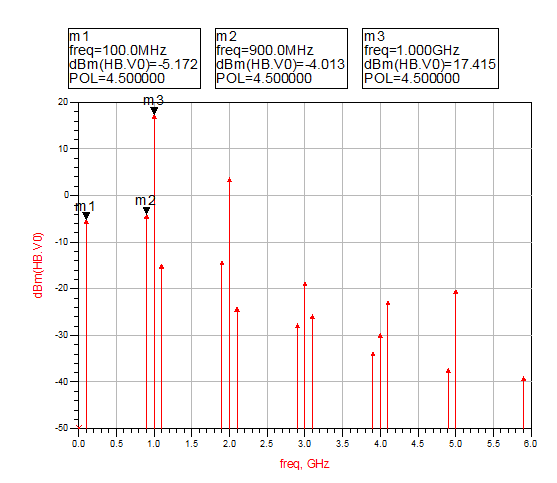 m1
freq=100.0MHz
dBm(HB.V0)=-5.172
POL=4.500000
m2
freq=900.0MHz
dBm(HB.V0)=-4.013
POL=4.500000
m3
freq=1.000GHz
dBm(HB.V0)=17.415
POL=4.500000
20
10
0
-10
-20
-30
-40
-50
dBm(HB.V0)
m3
m1
m2
0.0 0.5 1.0 1.5 2.0 2.5 3.0 3.5 4.0 4.5 5.0 5.5 6.0
freq, GHz